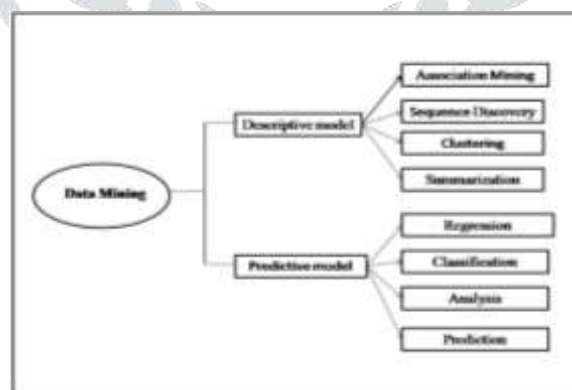 Data Mining
Descriptive model
Association Mining
Sequence Discovery
Clustering
Summarization
Predictive model
Regression
Classification
Analysis
Prediction